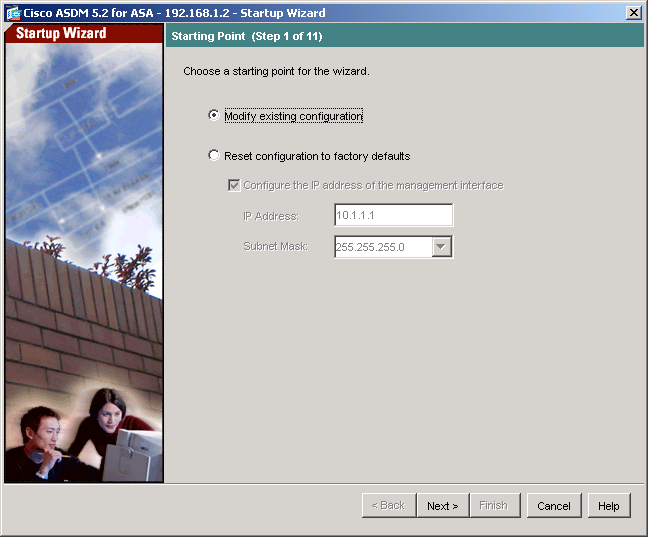 Cisco ASDM 5.2 for ASA - 192.168.1.2 - Startup Wizard
Startup Wizard
Starting Point (Step 1 of 11)
Choose a starting point for the wizard.
Modify existing configuration
Reset configuration to factory defaults
Configure the IP address of the management interface
IP Address: 10.1.1.1
Subnet Mask: 255.255.255.0
< Back Next > Finish Cancel Help